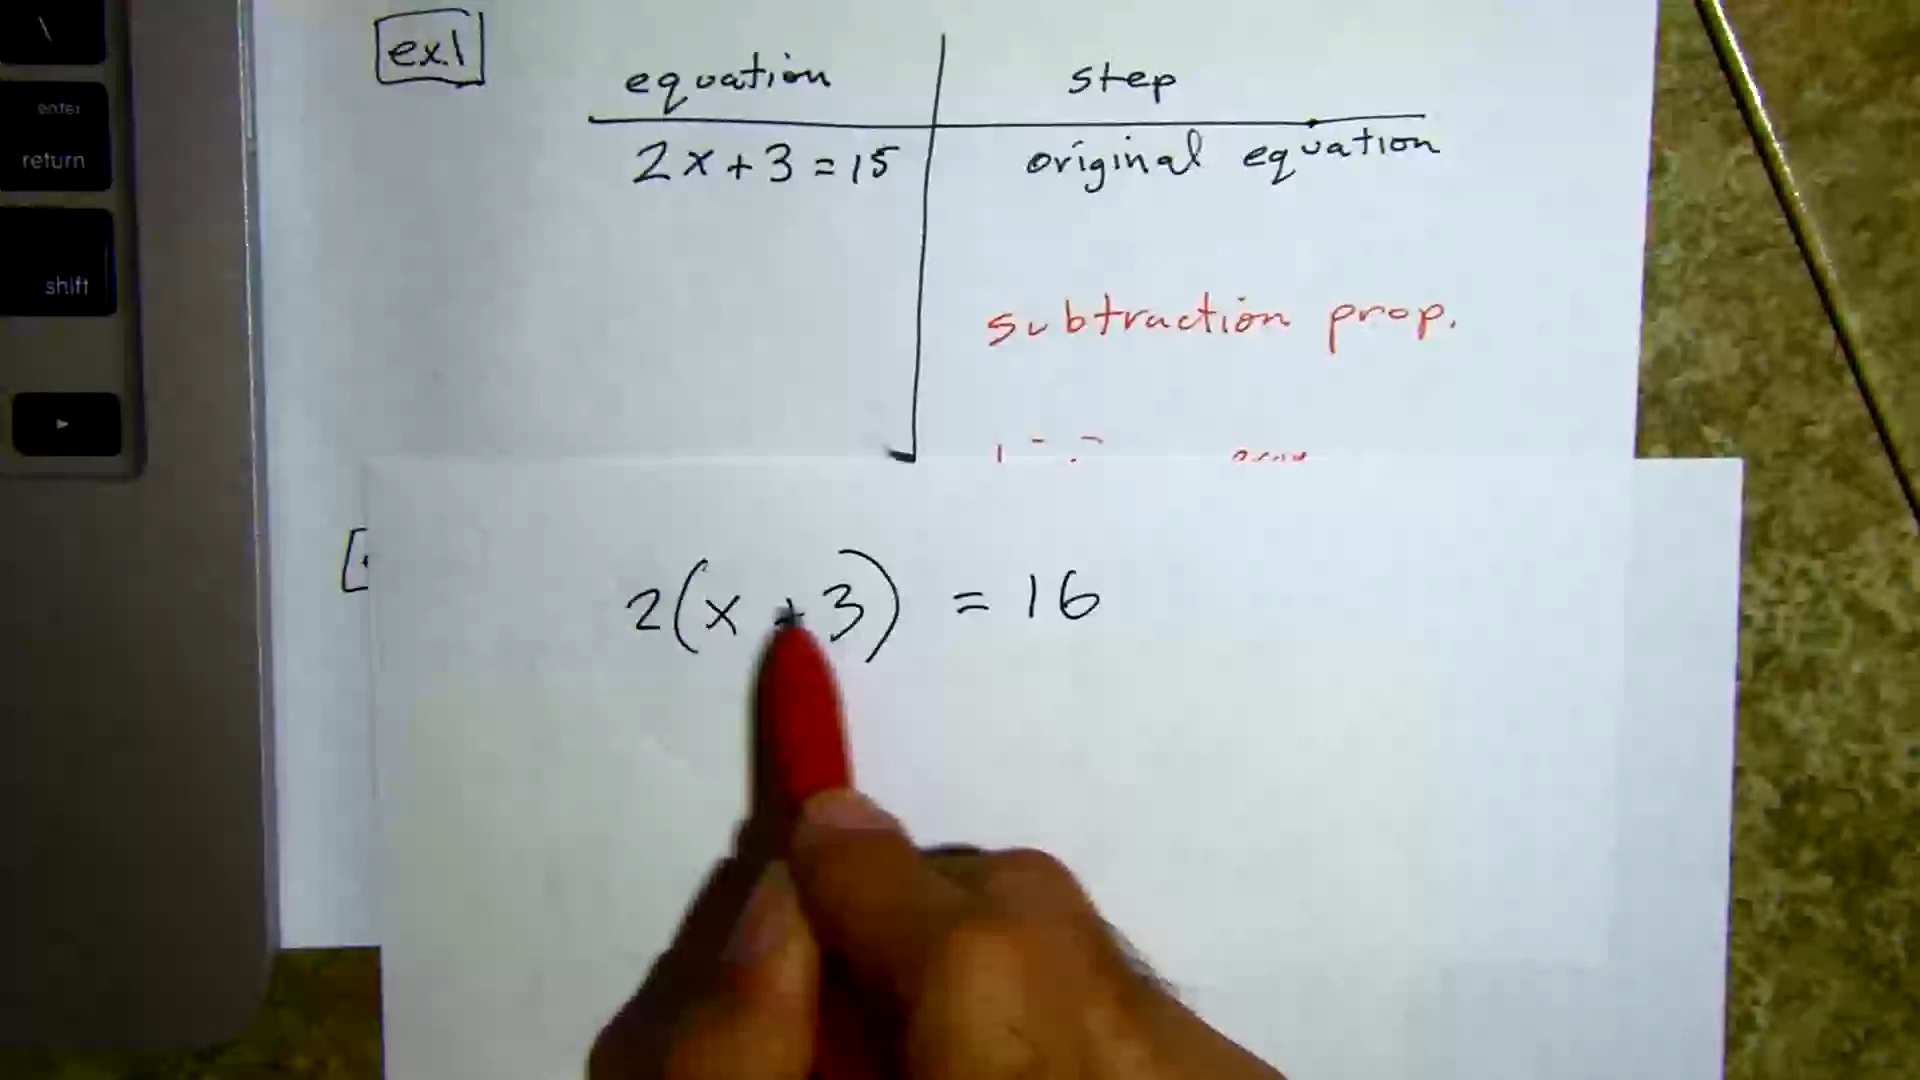 \
enter
return
shift
ex.1
equation step
2x+3=15 original equation
subtraction prop.
2(x+3) = 16